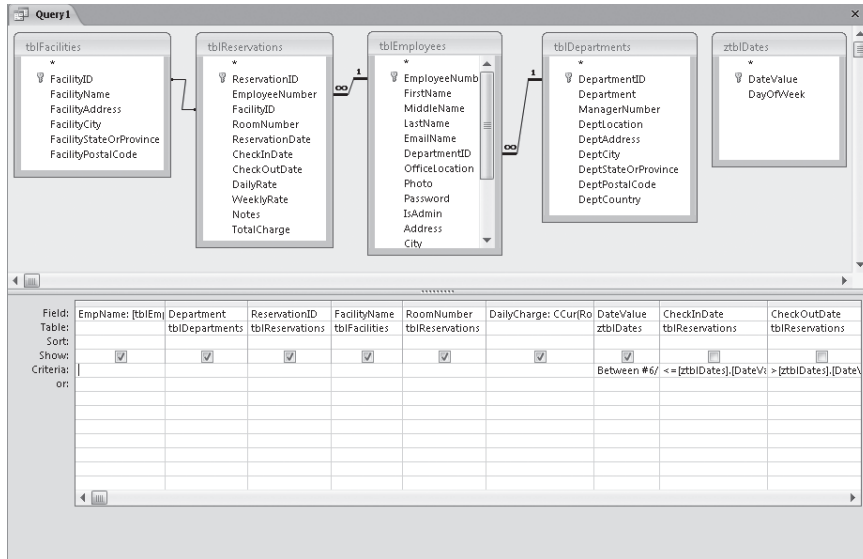 Query1
tblFacilities
*
FacilityID
FacilityName
FacilityAddress
FacilityCity
FacilityStateOrProvince
FacilityPostalCode
tblReservations
*
ReservationID
EmployeeNumber
FacilityID
RoomNumber
ReservationDate
CheckInDate
CheckOutDate
DailyRate
WeeklyRate
Notes
TotalCharge
∞ 1
tblEmployees
*
EmployeeNumb
FirstName
MiddleName
LastName
EmailName
DepartmentID
OfficeLocation
Photo
Password
IsAdmin
Address
City
∞ 1
tblDepartments
*
DepartmentID
Department
ManagerNumber
DeptLocation
DeptAddress
DeptCity
DeptStateOrProvince
DeptPostalCode
DeptCountry
ztblDates
*
DateValue
DayOfWeek
Field: EmpName: [tblEmp Department ReservationID FacilityName RoomNumber DailyCharge: CCur(Ro DateValue CheckInDate CheckOutDate
Table: tblDepartments tblReservations tblFacilities tblReservations ztblDates tblReservations tblReservations
Sort:
Show:
Criteria: Between #6/ <=[ztblDates].[DateVa >[ztblDates].[DateV
or: